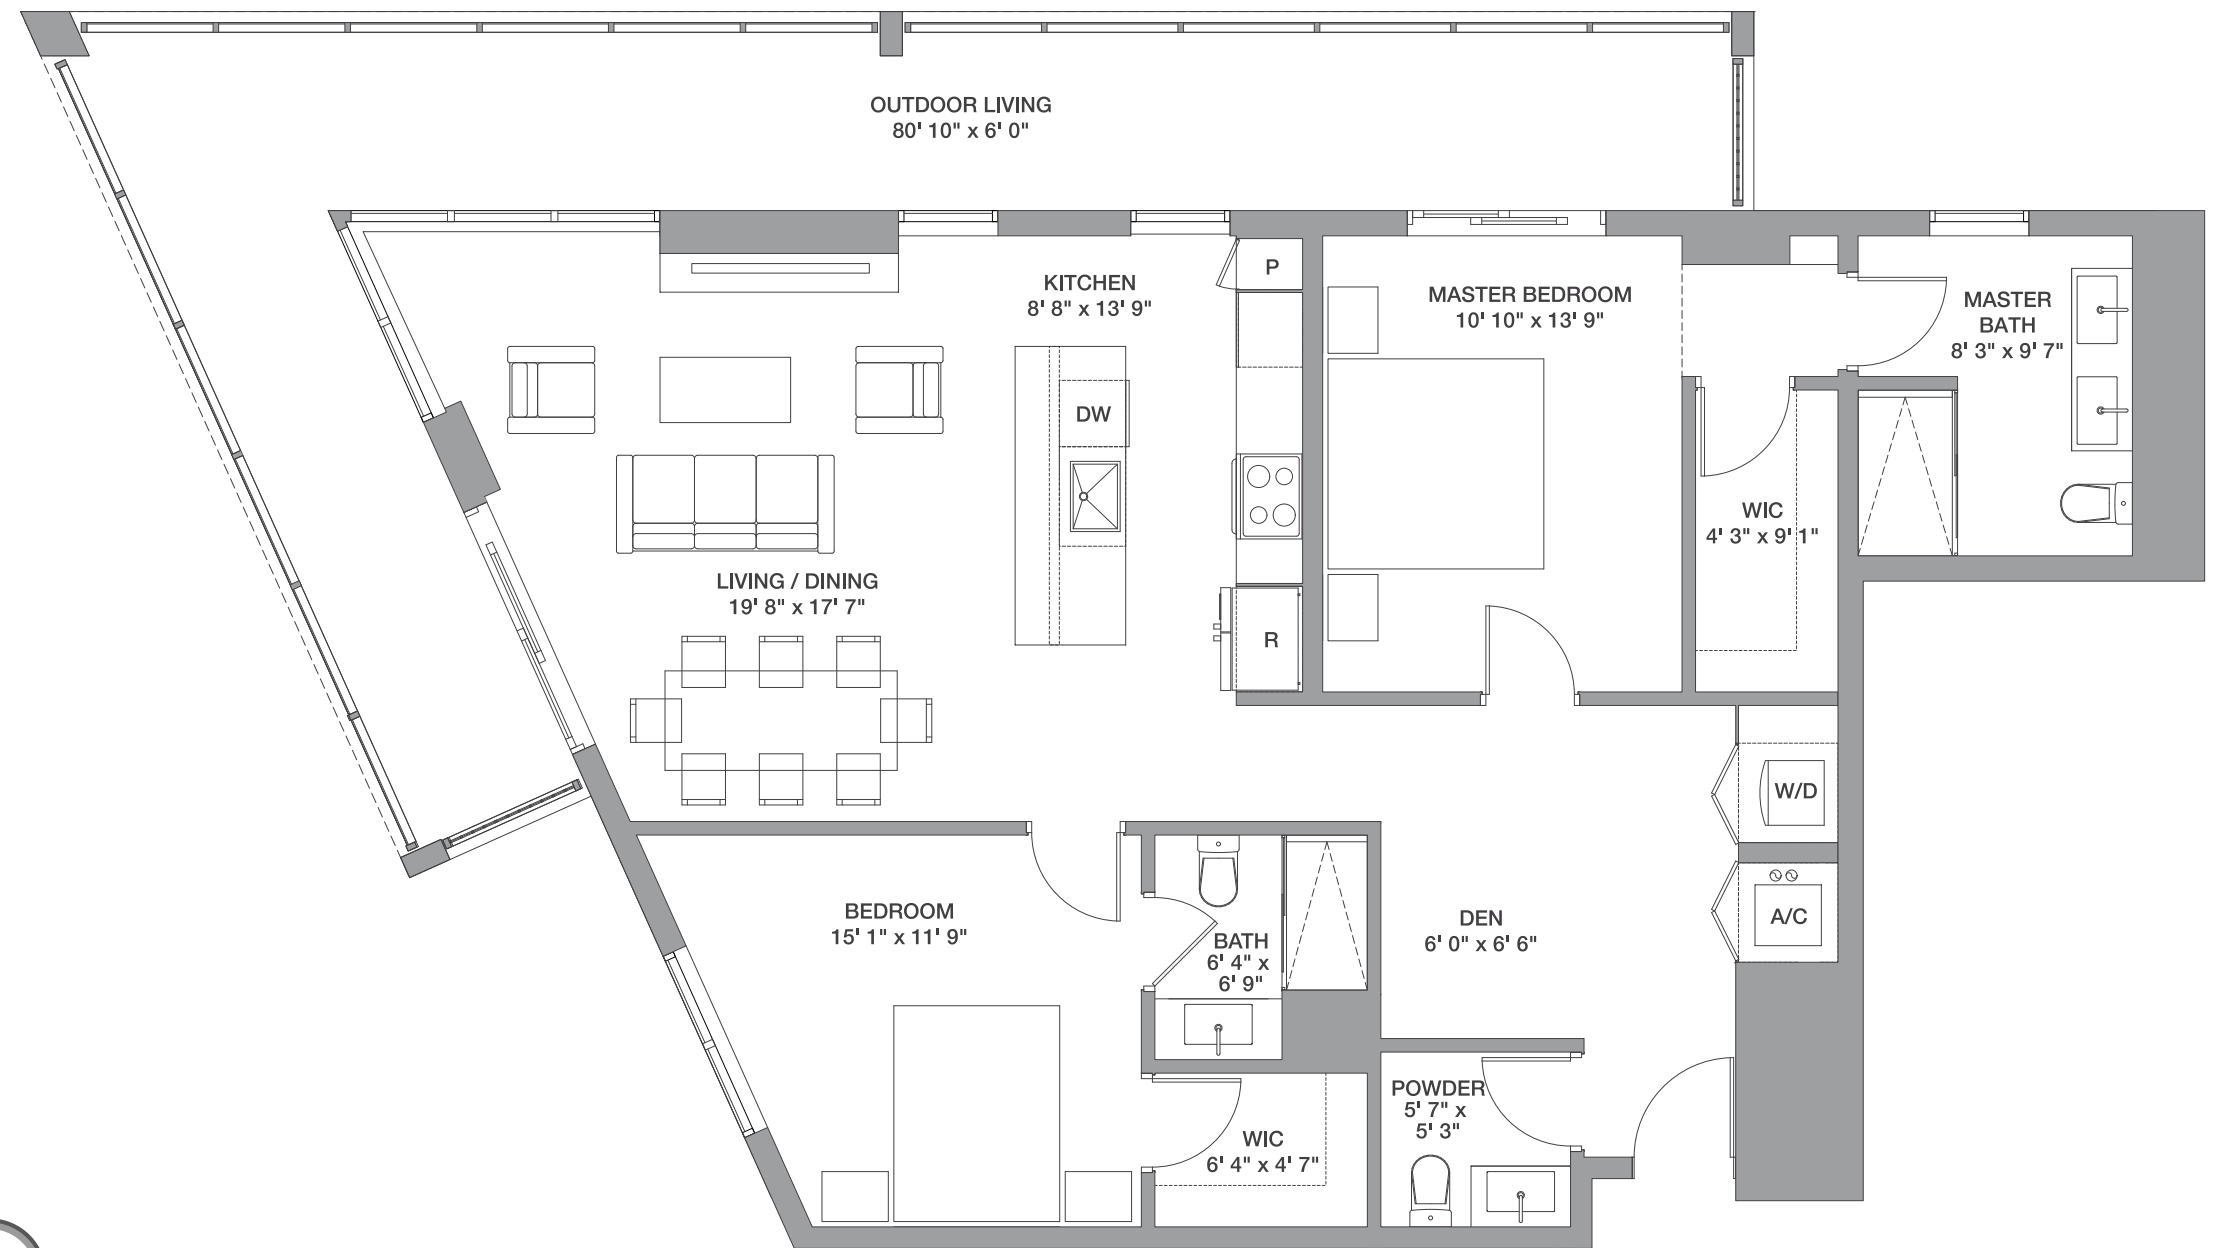 OUTDOOR LIVING
80' 10" x 6' 0"
KITCHEN
8' 8" x 13' 9"
P
MASTER BEDROOM
10' 10" x 13' 9"
MASTER
BATH
8' 3" x 9' 7"
DW
WIC
4' 3" x 9' 1"
LIVING / DINING
19' 8" x 17' 7"
R
W/D
A/C
BEDROOM
15' 1" x 11' 9"
BATH
6' 4" x
6' 9"
DEN
6' 0" x 6' 6"
POWDER
5' 7" x
5' 3"
WIC
6' 4" x 4' 7"